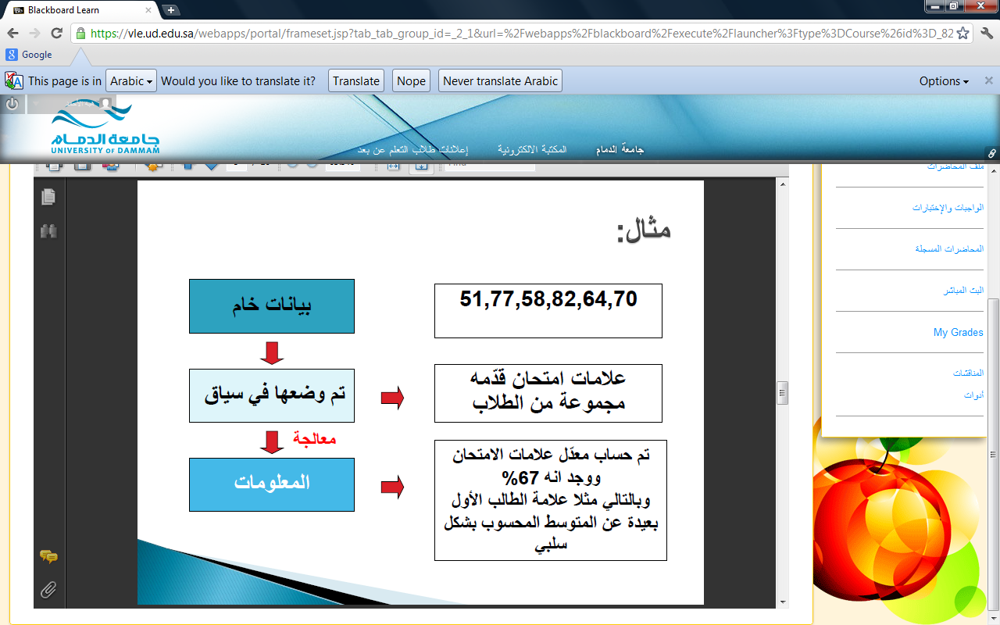 Blackboard Learn
https://vle.ud.edu.sa/webapps/portal/frameset.jsp?tab_tab_group_id=_2_1&url=%2Fwebapps%2Fblackboard%2Fexecute%2Flauncher%3Ftype%3DCourse%26id%3D_82
Google
This page is in Arabic Would you like to translate it? Translate Nope Never translate Arabic Options
جامعة الدمام
UNIVERSITY OF DAMMAM
جامعة الدمام المكتبة الالكترونية إعلانات طلاب التعلم عن بعد
ملف المحاضرات
الواجبات والإختبارات
المحاضرات المسجلة
البث المباشر
My Grades
المناقشات
أدوات
مثال:
بيانات خام
51,77,58,82,64,70
تم وضعها في سياق
علامات امتحان قدّمه
مجموعة من الطلاب
معالجة
المعلومات
تم حساب معدّل علامات الامتحان
ووجد انه 67%
وبالتالي مثلا علامة الطالب الأول
بعيدة عن المتوسط المحسوب بشكل
سلبي